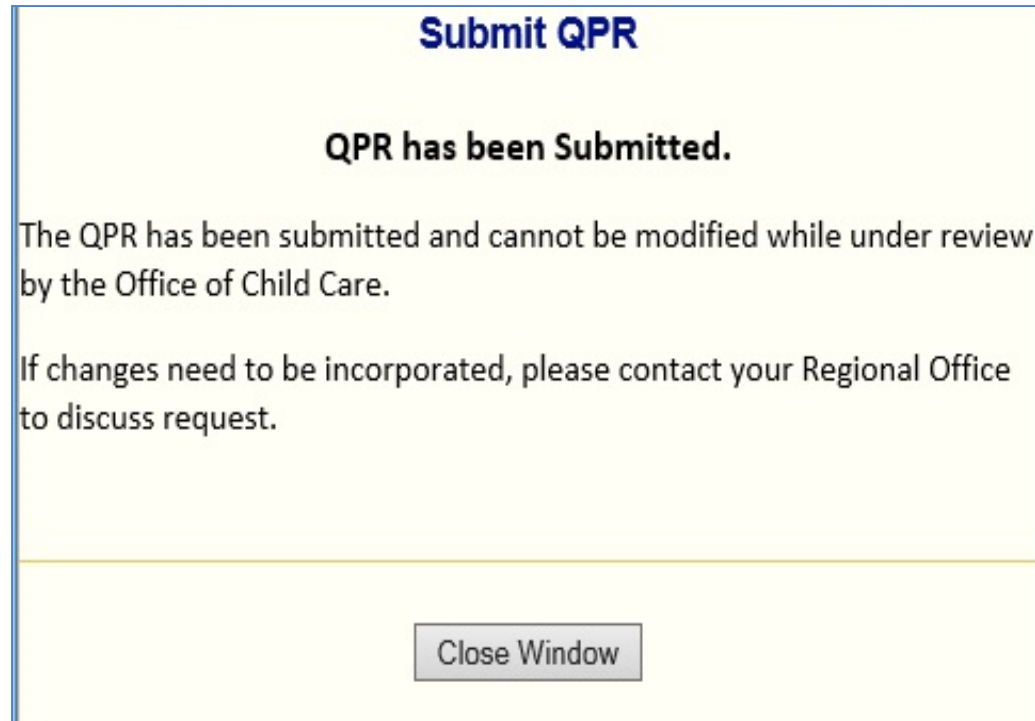 Submit QPR
QPR has been Submitted.
The QPR has been submitted and cannot be modified while under review
by the Office of Child Care.
If changes need to be incorporated, please contact your Regional Office
to discuss request.
Close Window